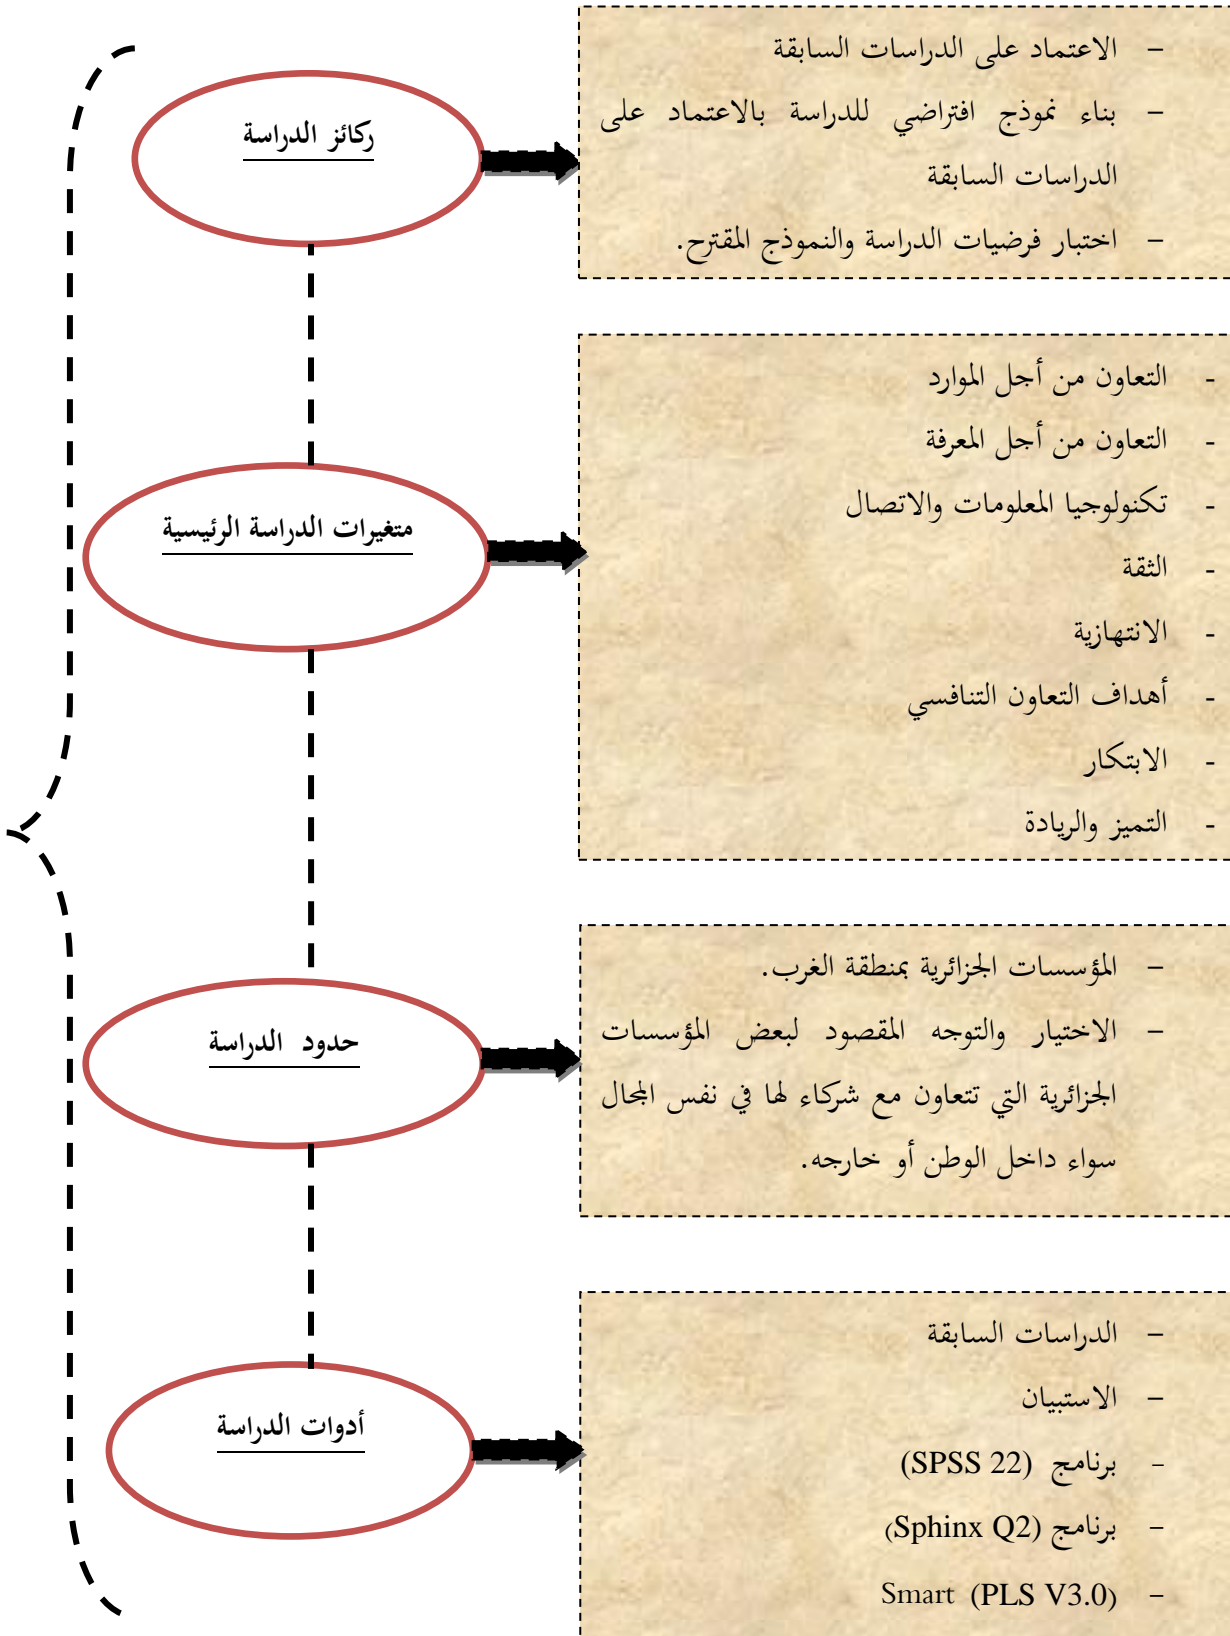 ركائز الدراسة
– الاعتماد على الدراسات السابقة
– بناء نموذج افتراضي للدراسة بالاعتماد على
الدراسات السابقة
– اختبار فرضيات الدراسة والنموذج المقترح.
متغيرات الدراسة الرئيسية
- التعاون من أجل الموارد
- التعاون من أجل المعرفة
- تكنولوجيا المعلومات والاتصال
- الثقة
- الانتهازية
- أهداف التعاون التنافسي
- الابتكار
- التميز والريادة
حدود الدراسة
– المؤسسات الجزائرية بمنطقة الغرب.
– الاختيار والتوجه المقصود لبعض المؤسسات
الجزائرية التي تتعاون مع شركاء لها في نفس المجال
سواء داخل الوطن أو خارجه.
أدوات الدراسة
– الدراسات السابقة
– الاستبيان
- برنامج (SPSS 22)
– برنامج (Sphinx Q2)
– Smart (PLS V3.0)